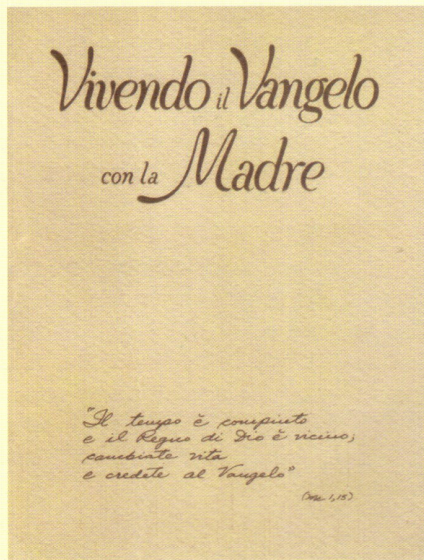 Vivendo il Vangelo
con la Madre
"Il tempo è compiuto
e il Regno di Dio è vicino;
cambiate vita
e credete al Vangelo"
(Mc 1,15)